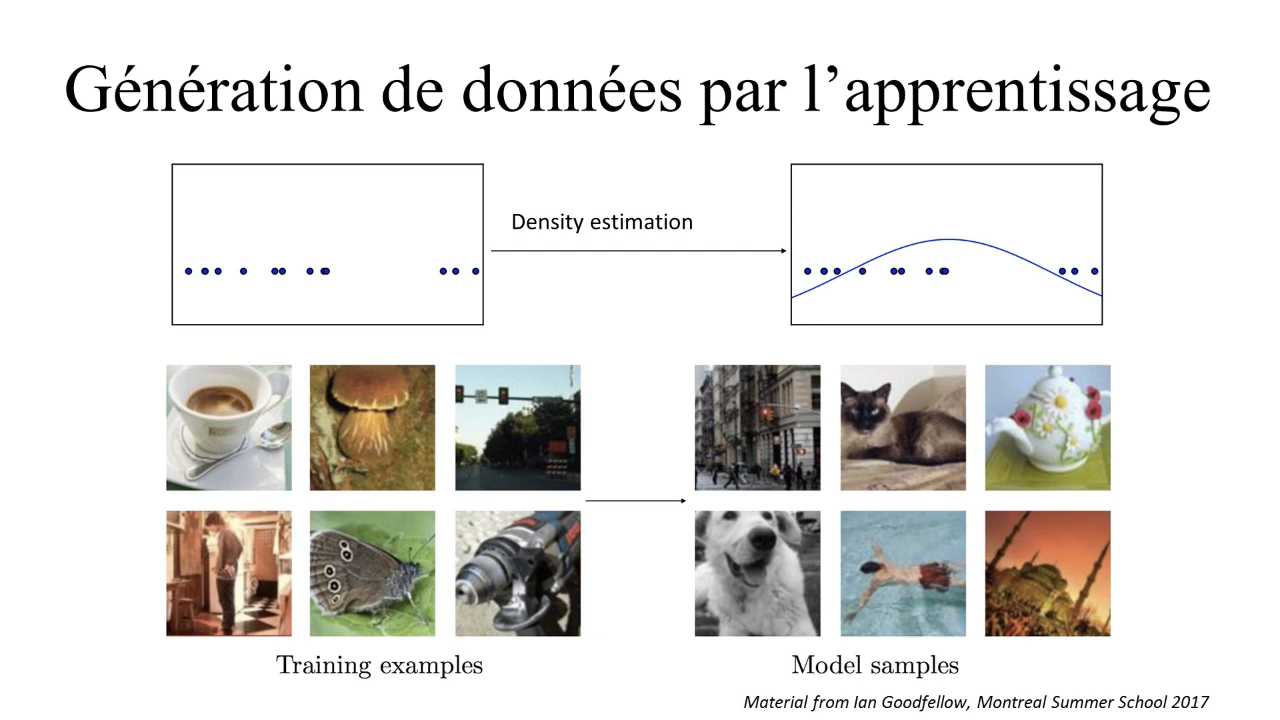 Génération de données par l’apprentissage
Density estimation
Training examples
Model samples
Material from Ian Goodfellow, Montreal Summer School 2017